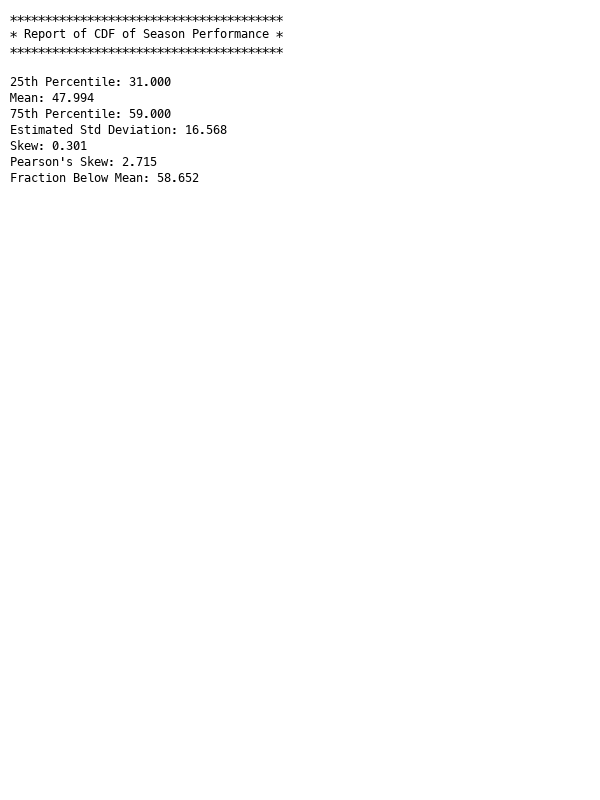 ***************************************
* Report of CDF of Season Performance *
***************************************
25th Percentile: 31.000
Mean: 47.994
75th Percentile: 59.000
Estimated Std Deviation: 16.568
Skew: 0.301
Pearson's Skew: 2.715
Fraction Below Mean: 58.652